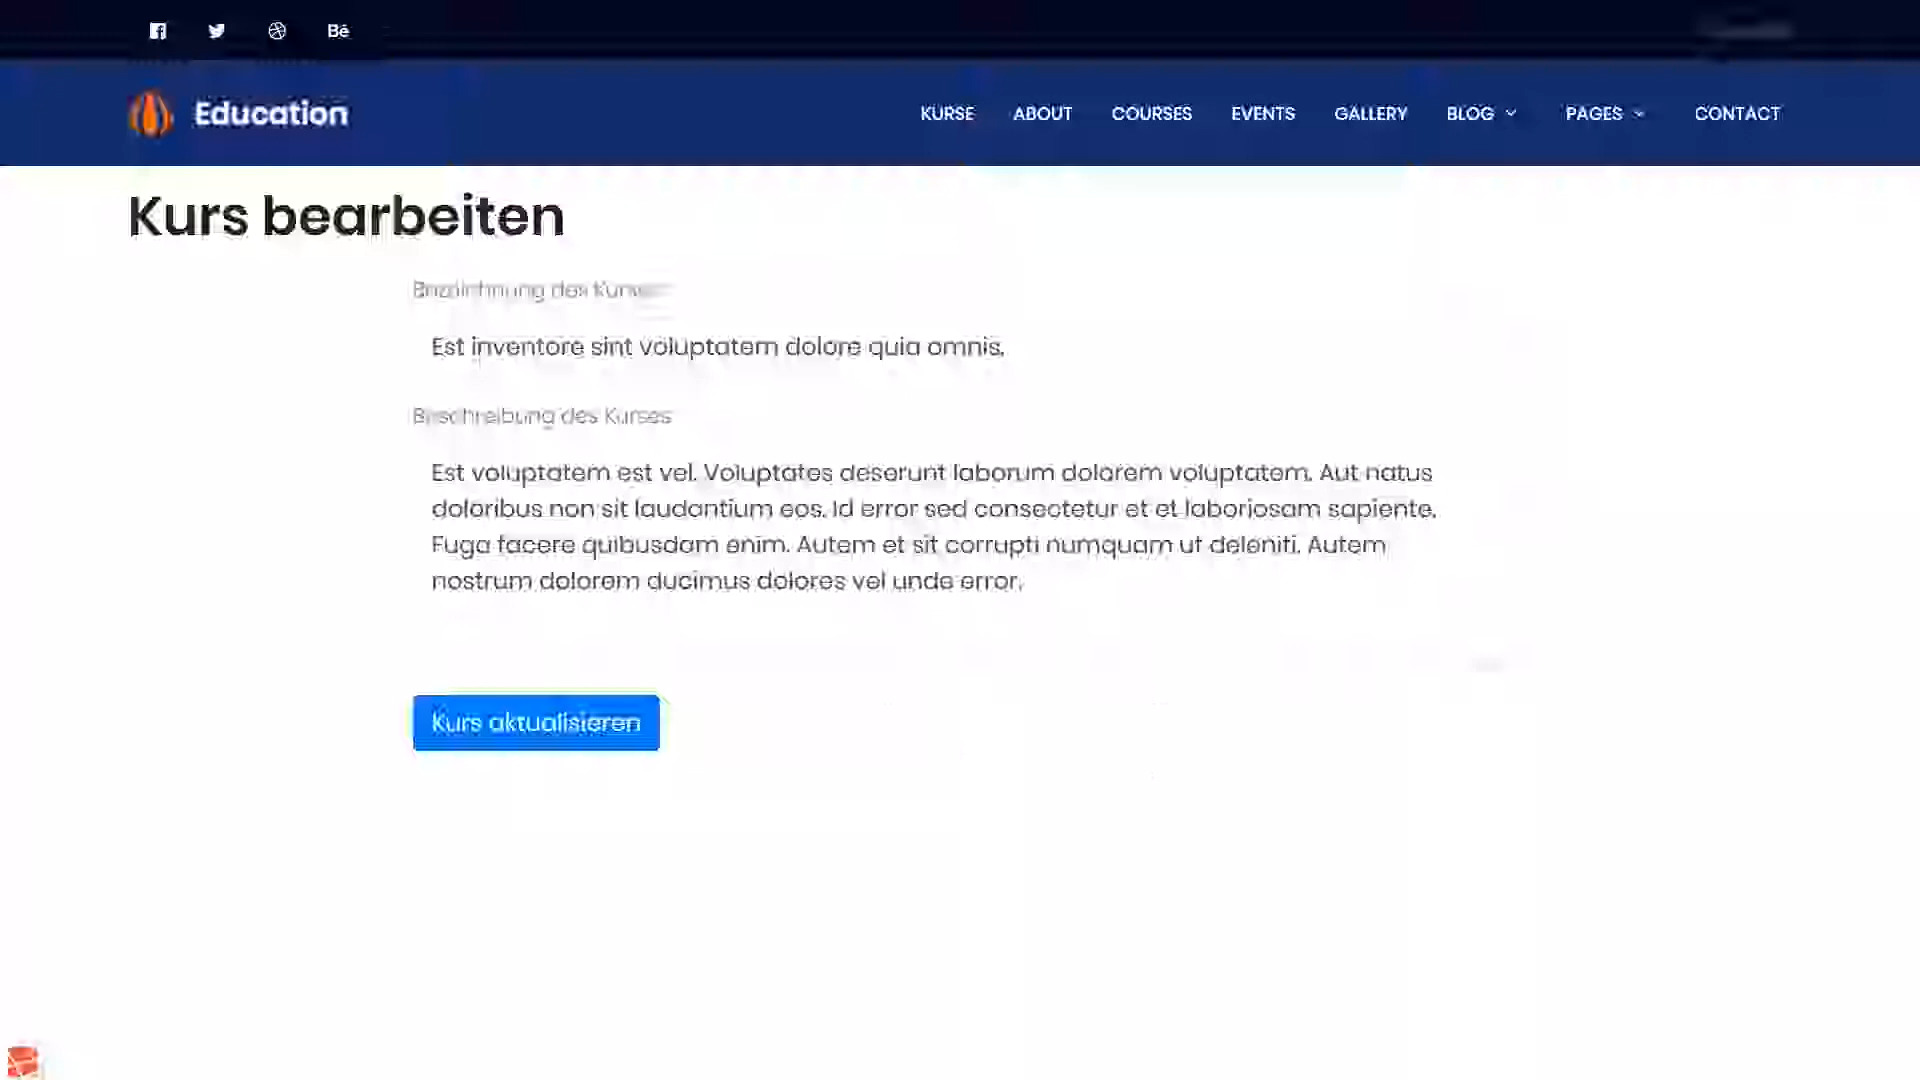 Bē
Education
KURSE ABOUT COURSES EVENTS GALLERY BLOG PAGES CONTACT
Kurs bearbeiten
Bezeichnung des Kurses
Est inventore sint voluptatem dolore quia omnis.
Beschreibung des Kurses
Est voluptatem est vel. Voluptates deserunt laborum dolorem voluptatem. Aut natus
doloribus non sit laudantium eos. Id error sed consectetur et et laboriosam sapiente.
Fuga facere quibusdam enim. Autem et sit corrupti numquam ut deleniti. Autem
nostrum dolorem ducimus dolores vel unde error.
Kurs aktualisieren